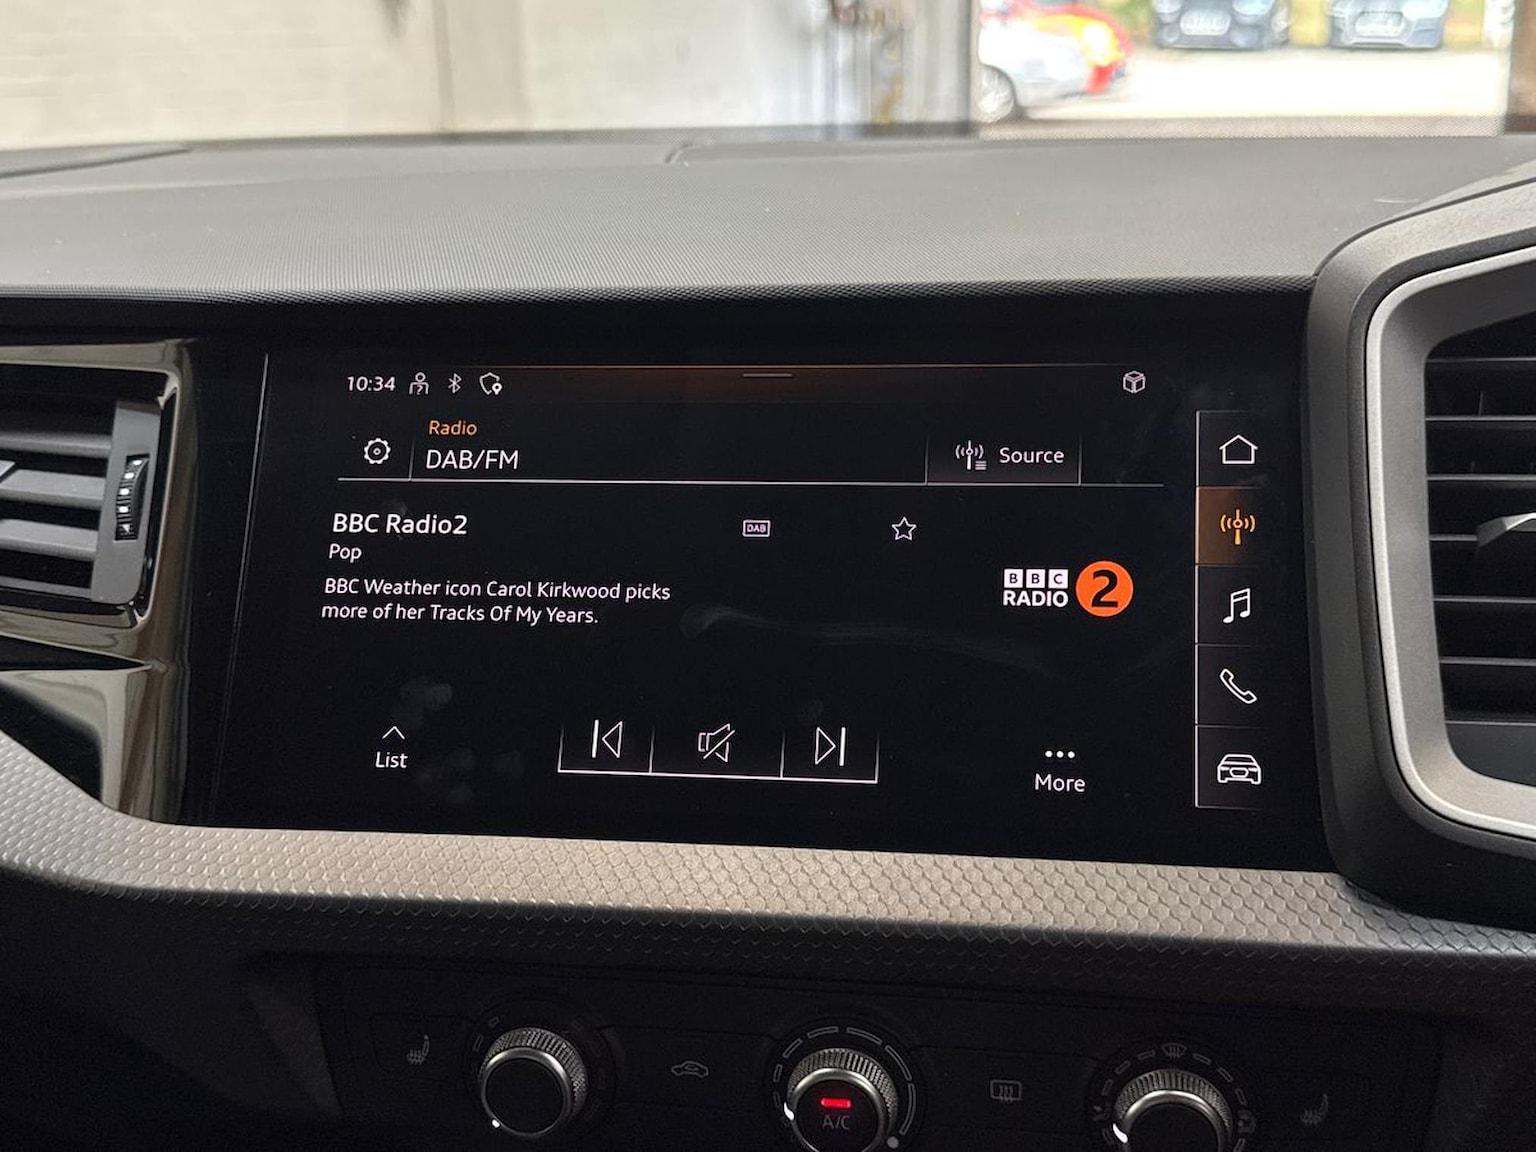 10:34
Radio
DAB/FM
Source
BBC Radio2
DAB
Pop
BBC Weather icon Carol Kirkwood picks
more of her Tracks Of My Years.
BBC
RADIO 2
List
More
A/C